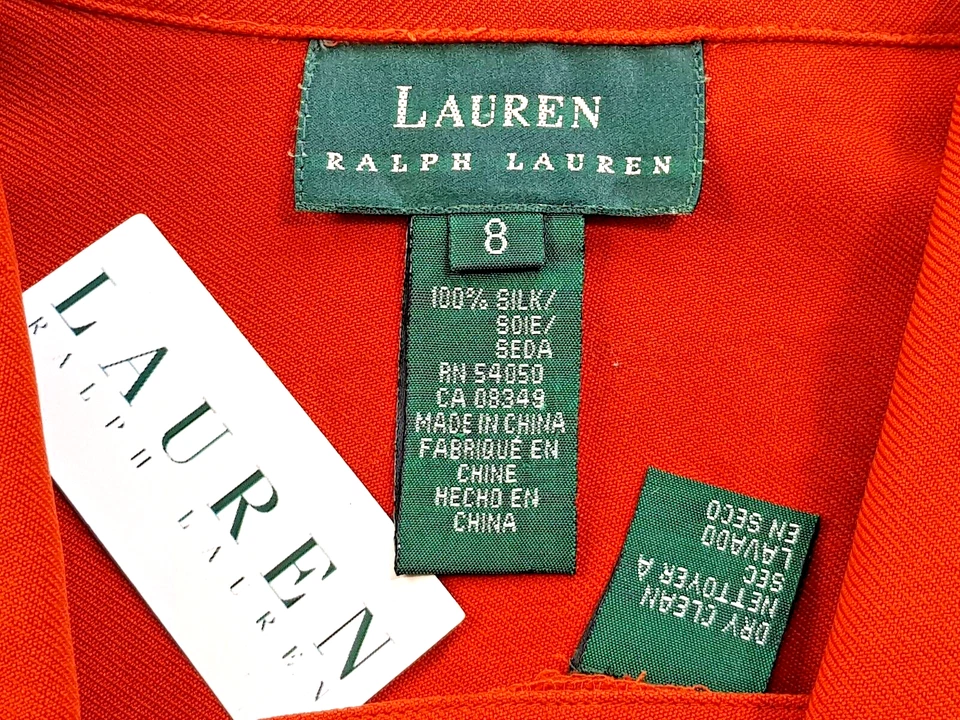 LAUREN
RALPH LAUREN
8
100% SILK/
SOIE/
SEDA
RN 54050
CA 08349
MADE IN CHINA
FABRIQUÉ EN
CHINE
HECHO EN
CHINA
LAUREN
RALPH LAUREN
DRY CLEAN
NETTOYER A
SEC
LAVADO
EN SECO